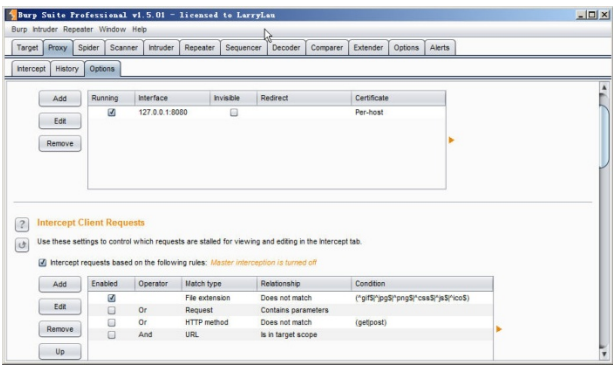 Burp Suite Professional v1.5.01 - licensed to LarryLau
Burp Intruder Repeater Window Help
Target Proxy Spider Scanner Intruder Repeater Sequencer Decoder Comparer Extender Options Alerts
Intercept History Options
Add Running Interface Invisible Redirect Certificate
127.0.0.1:8080 Per-host
Edit
Remove
? Intercept Client Requests
Use these settings to control which requests are stalled for viewing and editing in the Intercept tab.
Intercept requests based on the following rules: Master interception is turned off
Add Enabled Operator Match type Relationship Condition
File extension Does not match (^gif$|^jpg$|^png$|^css$|^js$|^ico$)
Edit Or Request Contains parameters
Or HTTP method Does not match (get|post)
Remove And URL Is in target scope
Up